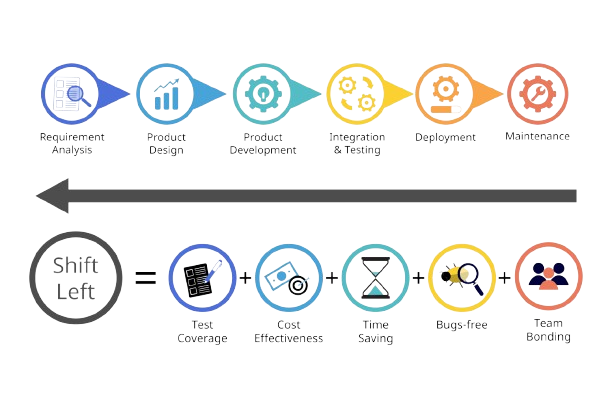 Requirement
Analysis
Product
Design
Product
Development
Integration
& Testing
Deployment
Maintenance
Shift
Left
=
+
+
+
+
Test
Coverage
Cost
Effectiveness
Time
Saving
Bugs-free
Team
Bonding